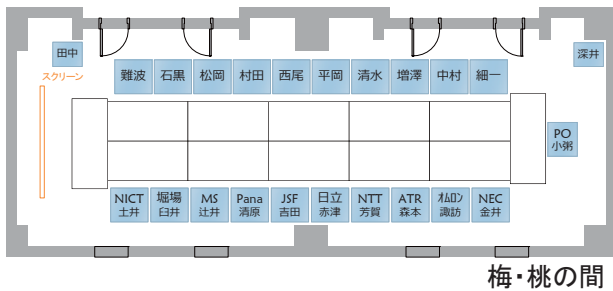 田中
深井
スクリーン
難波 石黒 松岡 村田 西尾 平岡 清水 増澤 中村 細一
PO
小粥
NICT 堀場 MS Pana JSF 日立 NTT ATR オムロン NEC
土井 臼井 辻井 清原 吉田 赤津 芳賀 森本 諏訪 金井
梅・桃の間